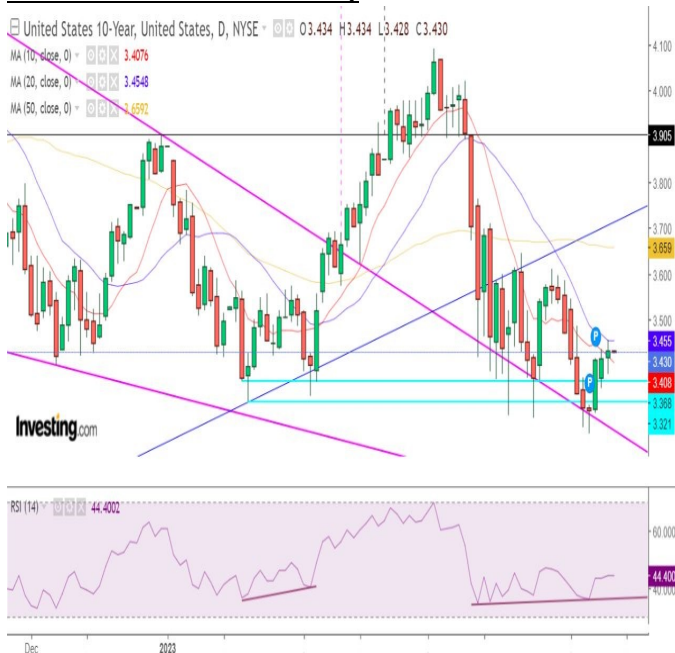 United States 10-Year, United States, D, NYSE O3.434 H3.434 L3.428 C3.430
MA (10, close, 0) 3.4076
MA (20, close, 0) 3.4548
MA (50, close, 0) 3.6592
4.100
4.000
3.905
3.800
3.700
3.659
3.600
3.500
3.455
3.430
3.408
3.368
3.321
P
P
Investing.com
RSI (14) 44.4002
60.000
44.400
40.000
Dec 2023